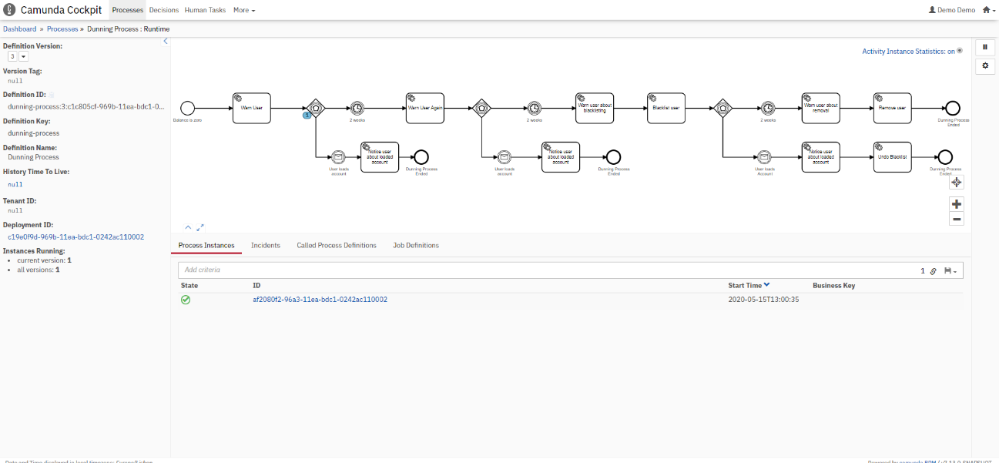 Camunda Cockpit Processes Decisions Human Tasks More Demo Demo
Dashboard » Processes » Dunning Process : Runtime
Definition Version:
3
Version Tag:
null
Definition ID:
dunning-process:3:c1c805cf-969b-11ea-bdc1-0...
Definition Key:
dunning-process
Definition Name:
Dunning Process
History Time To Live:
null
Tenant ID:
null
Deployment ID:
c19e0f9d-969b-11ea-bdc1-0242ac110002
Instances Running:
• current version: 1
• all versions: 1
Activity Instance Statistics: on
Balance is zero
Warn User
1
2 weeks
Warn User Again
2 weeks
Warn user about
blacklisting
Blacklist user
2 weeks
Warn user about
removal
Remove user
Dunning Process
Ended
User loads
account
Notice user
about loaded
account
Dunning Process
Ended
User loads
account
Notice user
about loaded
account
Dunning Process
Ended
User loads
Account
Notice user
about loaded
account
Undo Blacklist
Dunning Process
Ended
Process Instances Incidents Called Process Definitions Job Definitions
Add criteria 1
State ID Start Time Business Key
af2080f2-96a3-11ea-bdc1-0242ac110002 2020-05-15T13:00:35
Date and Time displayed in local timezone: Europe/Lisbon Powered by camunda BPM / v7.13.0-SNAPSHOT